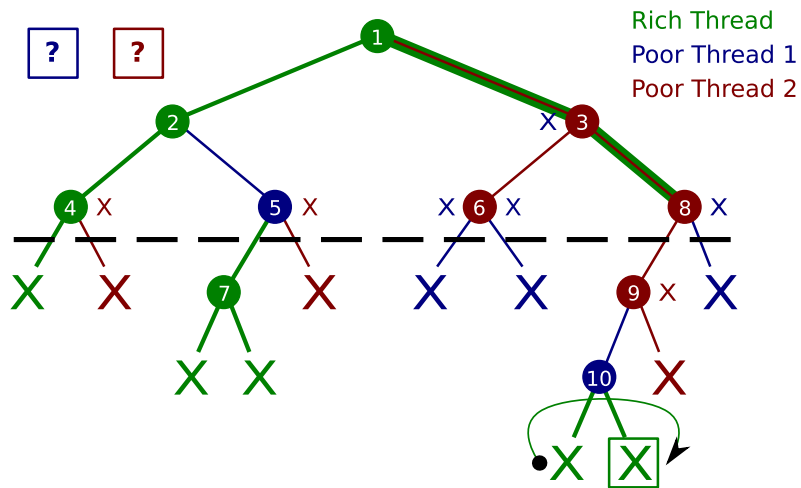 Rich Thread
? ? 1 Poor Thread 1
Poor Thread 2
2 X 3
4 X 5 X X 6 X 8 X
X X 7 X X X 9 X X
X X 10 X
X X